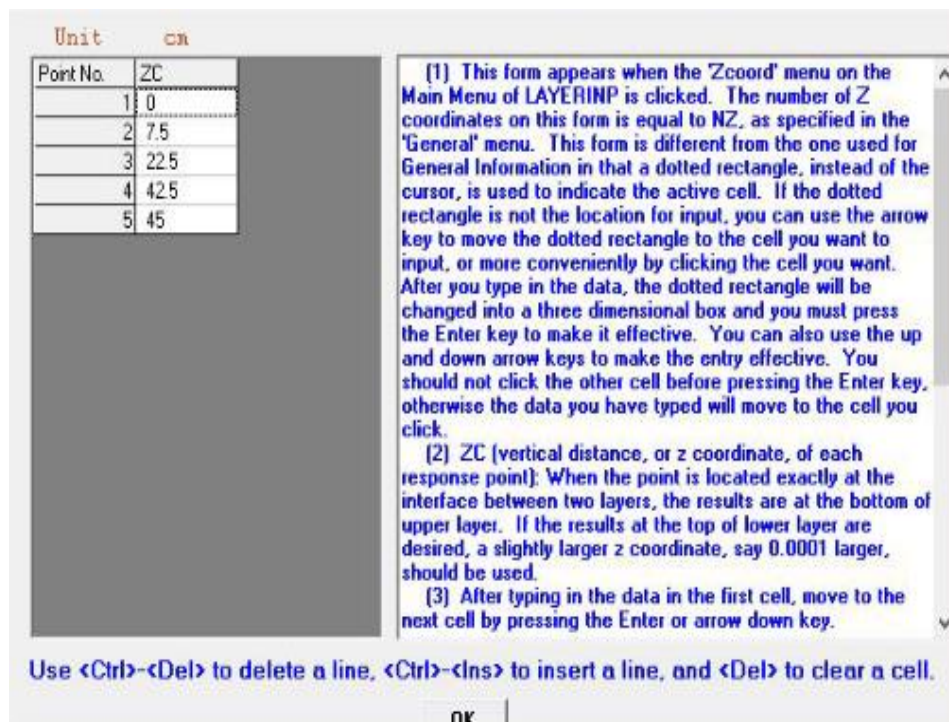 Unit cm
Point No. ZC
1 0
2 7.5
3 22.5
4 42.5
5 45
(1) This form appears when the 'Zcoord' menu on the
Main Menu of LAYERINP is clicked. The number of Z
coordinates on this form is equal to NZ, as specified in the
'General' menu. This form is different from the one used for
General Information in that a dotted rectangle, instead of the
cursor, is used to indicate the active cell. If the dotted
rectangle is not the location for input, you can use the arrow
key to move the dotted rectangle to the cell you want to
input, or more conveniently by clicking the cell you want.
After you type in the data, the dotted rectangle will be
changed into a three dimensional box and you must press
the Enter key to make it effective. You can also use the up
and down arrow keys to make the entry effective. You
should not click the other cell before pressing the Enter key,
otherwise the data you have typed will move to the cell you
click.
(2) ZC (vertical distance, or z coordinate, of each
response point): When the point is located exactly at the
interface between two layers, the results are at the bottom of
upper layer. If the results at the top of lower layer are
desired, a slightly larger z coordinate, say 0.0001 larger,
should be used.
(3) After typing in the data in the first cell, move to the
next cell by pressing the Enter or arrow down key.
Use <Ctrl>-<Del> to delete a line, <Ctrl>-<Ins> to insert a line, and <Del> to clear a cell.
OK